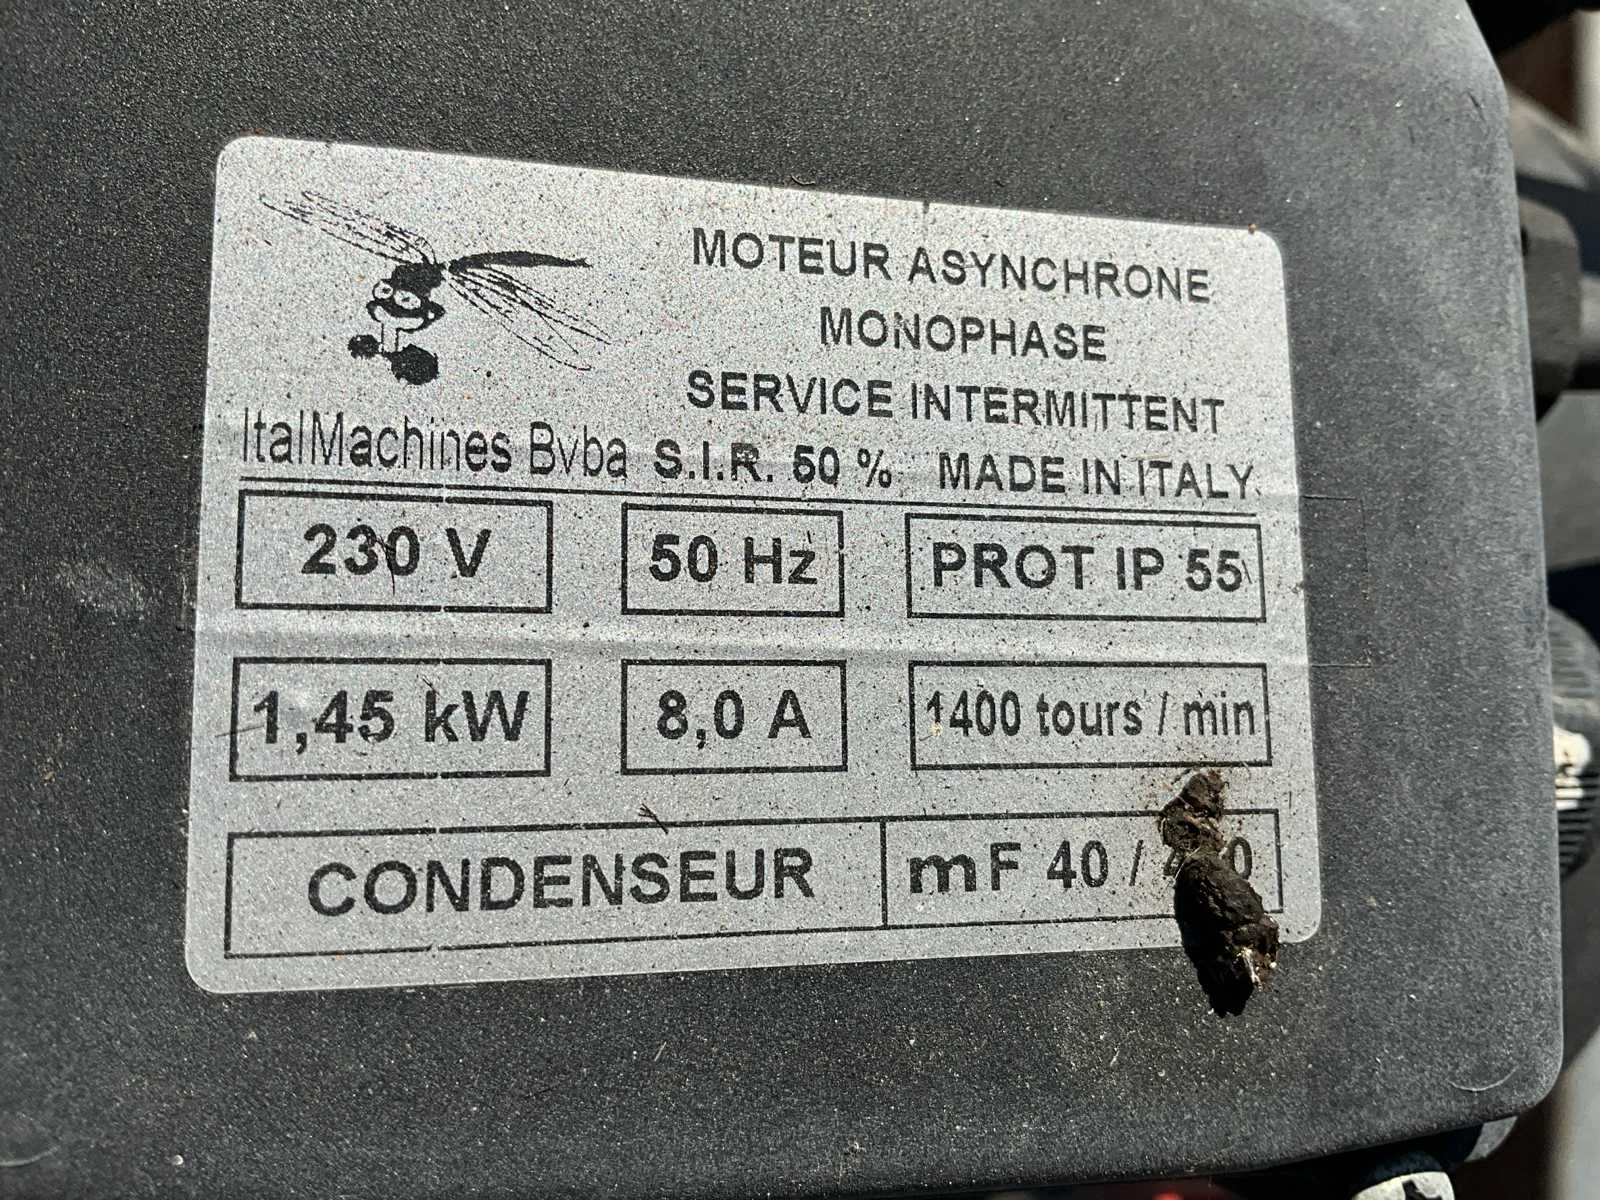 MOTEUR ASYNCHRONE
MONOPHASE
SERVICE INTERMITTENT
ItalMachines Bvba S.I.R. 50 % MADE IN ITALY
230 V 50 Hz PROT IP 55
1,45 kW 8,0 A 1400 tours / min
CONDENSEUR mF 40 /